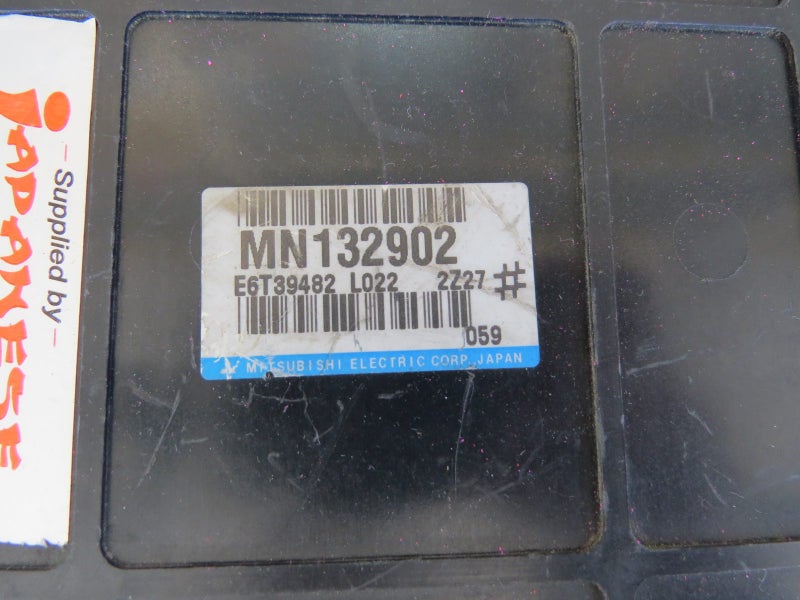 - Supplied by -
JAPANESE
MN132902
E6T39482 L022 2Z27 #
059
MITSUBISHI ELECTRIC CORP. JAPAN